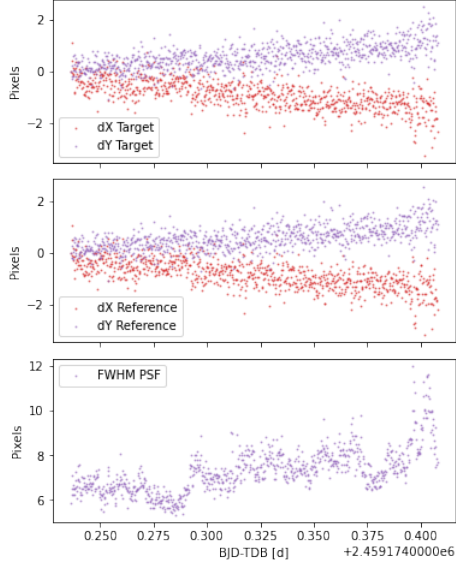 2
0
−2
Pixels
dX Target
dY Target
2
0
−2
Pixels
dX Reference
dY Reference
12
10
8
6
Pixels
FWHM PSF
0.250 0.275 0.300 0.325 0.350 0.375 0.400
BJD-TDB [d] +2.4591740000e6